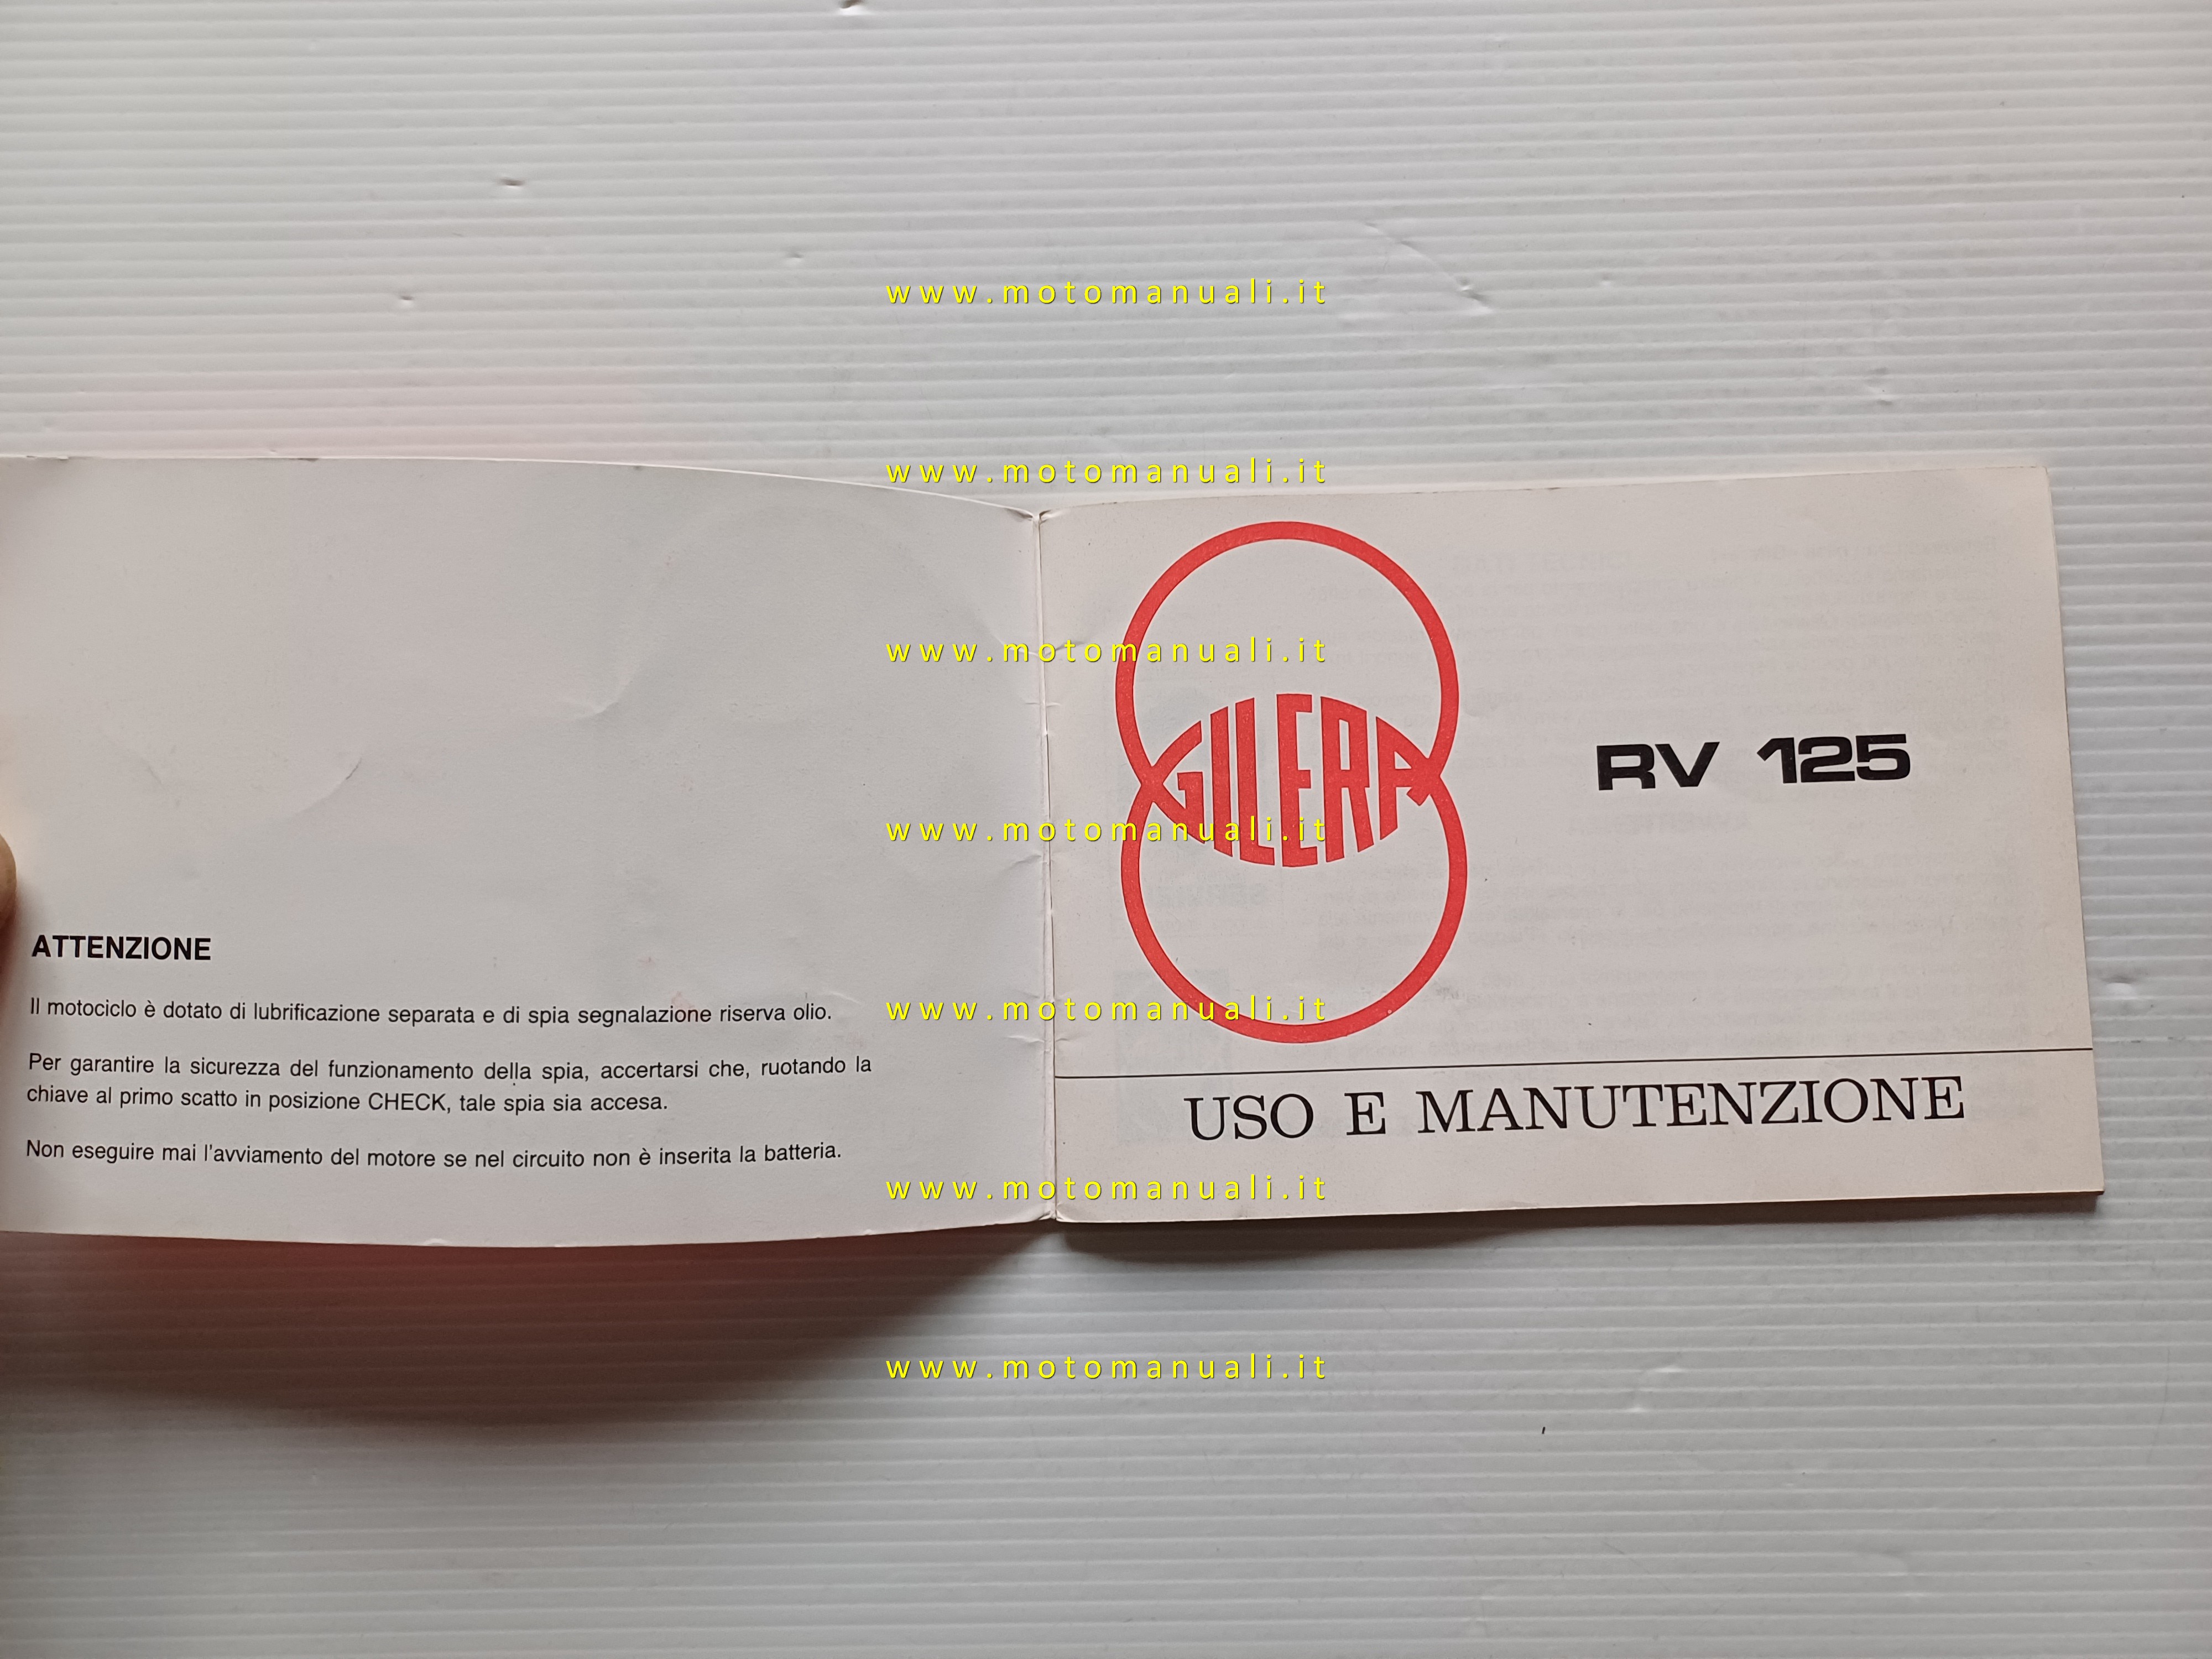 www.motomanuali.it
www.motomanuali.it
www.motomanuali.it
www.motomanuali.it
www.motomanuali.it
www.motomanuali.it
www.motomanuali.it
ATTENZIONE
Il motociclo è dotato di lubrificazione separata e di spia segnalazione riserva olio.
Per garantire la sicurezza del funzionamento della spia, accertarsi che, ruotando la
chiave al primo scatto in posizione CHECK, tale spia sia accesa.
Non eseguire mai l'avviamento del motore se nel circuito non è inserita la batteria.
GILERA
RV 125
USO E MANUTENZIONE